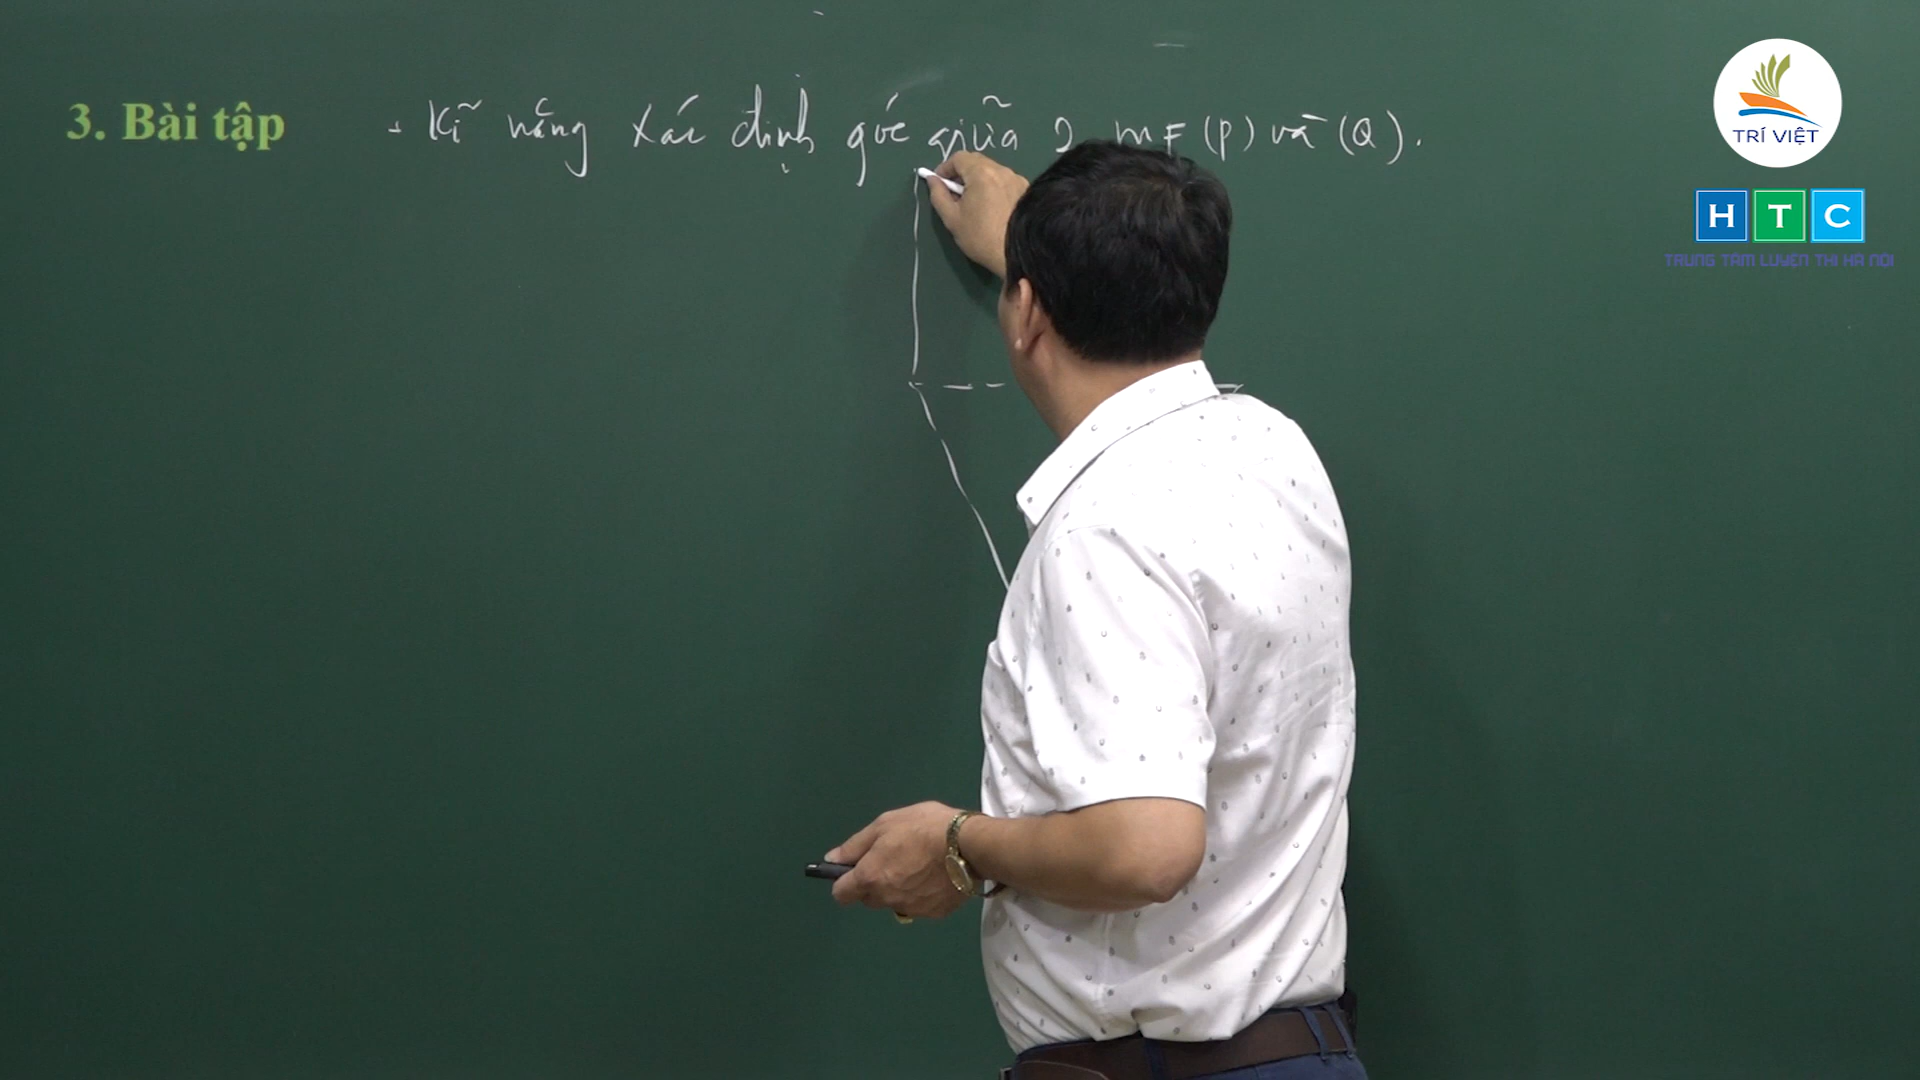 3. Bài tập
+ Kĩ năng xác định góc giữa 2 mF (P) và (Q).
TRÍ VIỆT
H T C
TRUNG TÂM LUYỆN THI HÀ NỘI